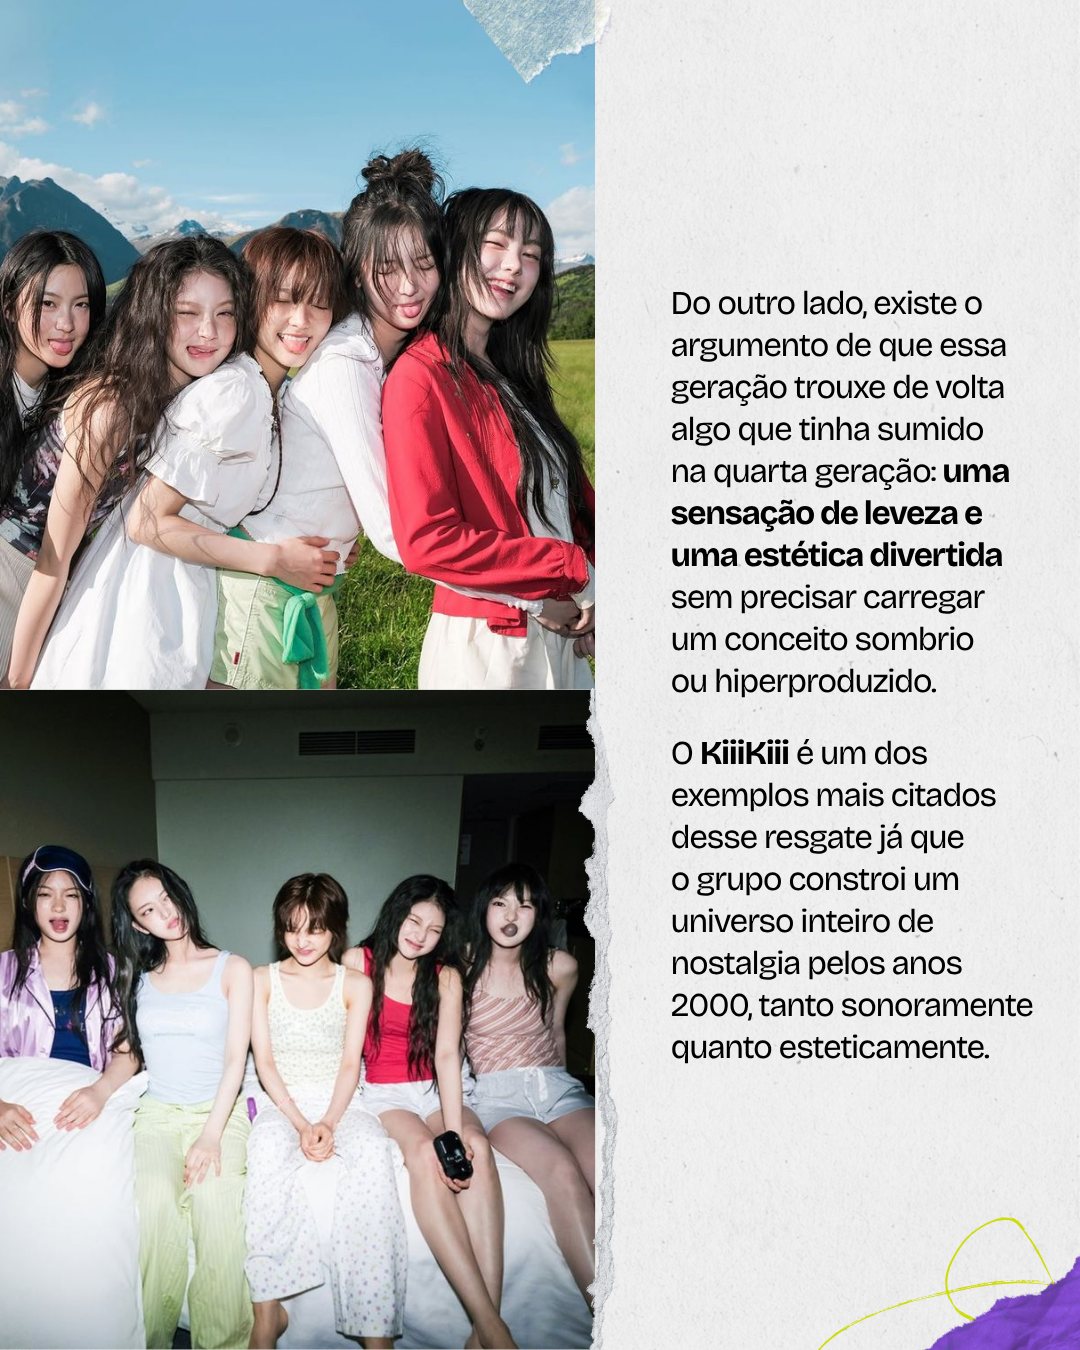 Do outro lado, existe o
argumento de que essa
geração trouxe de volta
algo que tinha sumido
na quarta geração: uma
sensação de leveza e
uma estética divertida
sem precisar carregar
um conceito sombrio
ou hiperproduzido.
O KiiiKiii é um dos
exemplos mais citados
desse resgate já que
o grupo constroi um
universo inteiro de
nostalgia pelos anos
2000, tanto sonoramente
quanto esteticamente.